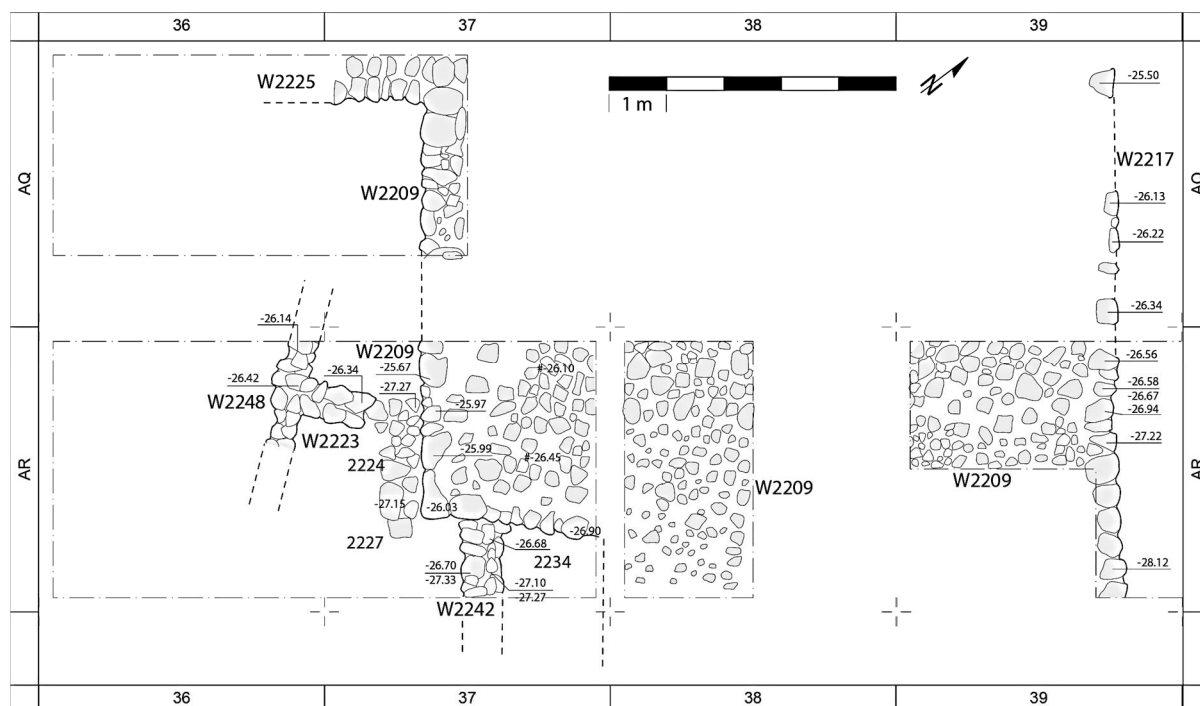 36 37 38 39
W2225
N
-25.50
1 m
W2217
AQ AQ
W2209
-26.13
-26.22
-26.34
-26.14
W2209
-26.34
-25.67
#-26.10
-26.56
-26.42
-27.27
-26.58
-26.67
W2248
-25.97
-26.94
W2223
-27.22
2224
-25.99
#-26.45
AR AR
W2209
W2209
-27.15
-26.03
-26.90
2227
-26.68
2234
-26.70
-28.12
-27.33
-27.10
-27.27
W2242
36 37 38 39